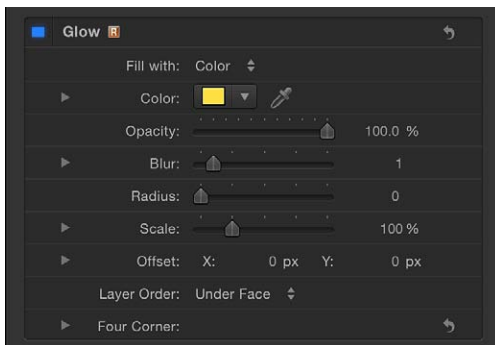 Glow R
Fill with: Color
Color:
Opacity: 100.0 %
Blur: 1
Radius: 0
Scale: 100 %
Offset: X: 0 px Y: 0 px
Layer Order: Under Face
Four Corner: